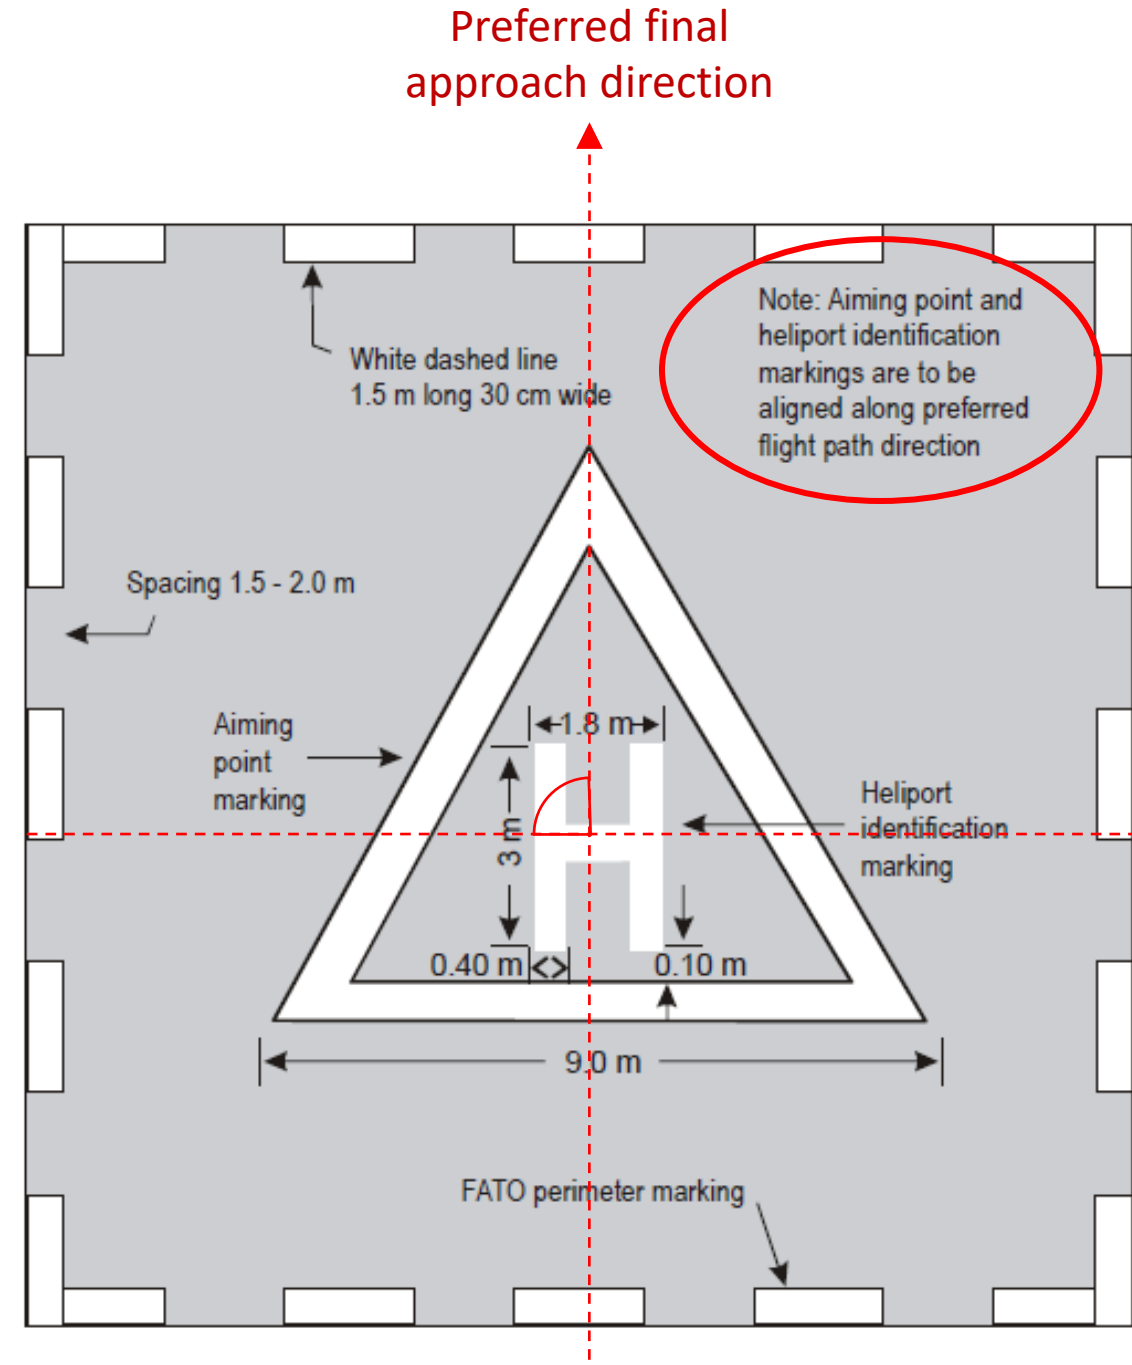 Preferred final
approach direction
Note: Aiming point and
heliport identification
markings are to be
aligned along preferred
flight path direction
White dashed line
1.5 m long 30 cm wide
Spacing 1.5 - 2.0 m
Aiming
point
marking
1.8 m
3 m
H
Heliport
identification
marking
0.40 m
0.10 m
9.0 m
FATO perimeter marking